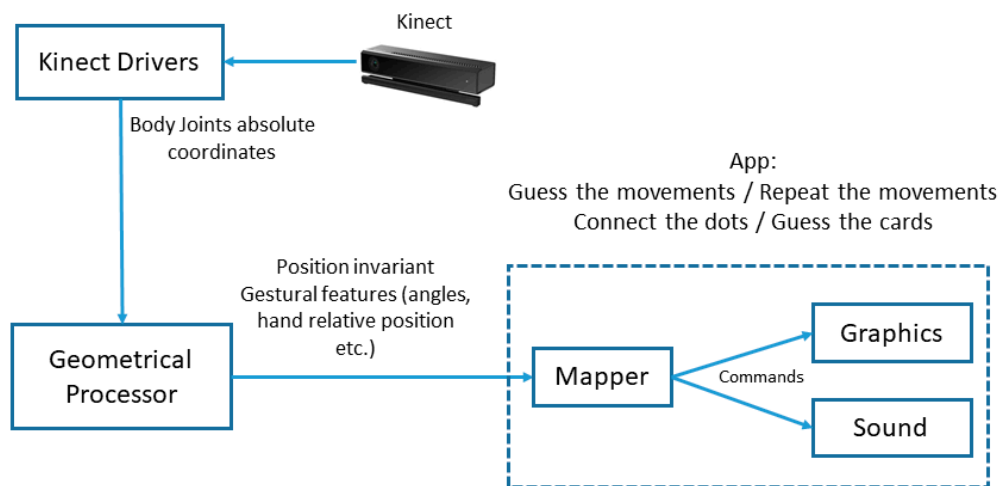 Kinect
Kinect Drivers
Body Joints absolute
coordinates
App:
Guess the movements / Repeat the movements
Connect the dots / Guess the cards
Position invariant
Gestural features (angles,
hand relative position
etc.)
Geometrical
Processor
Mapper
Commands
Graphics
Sound